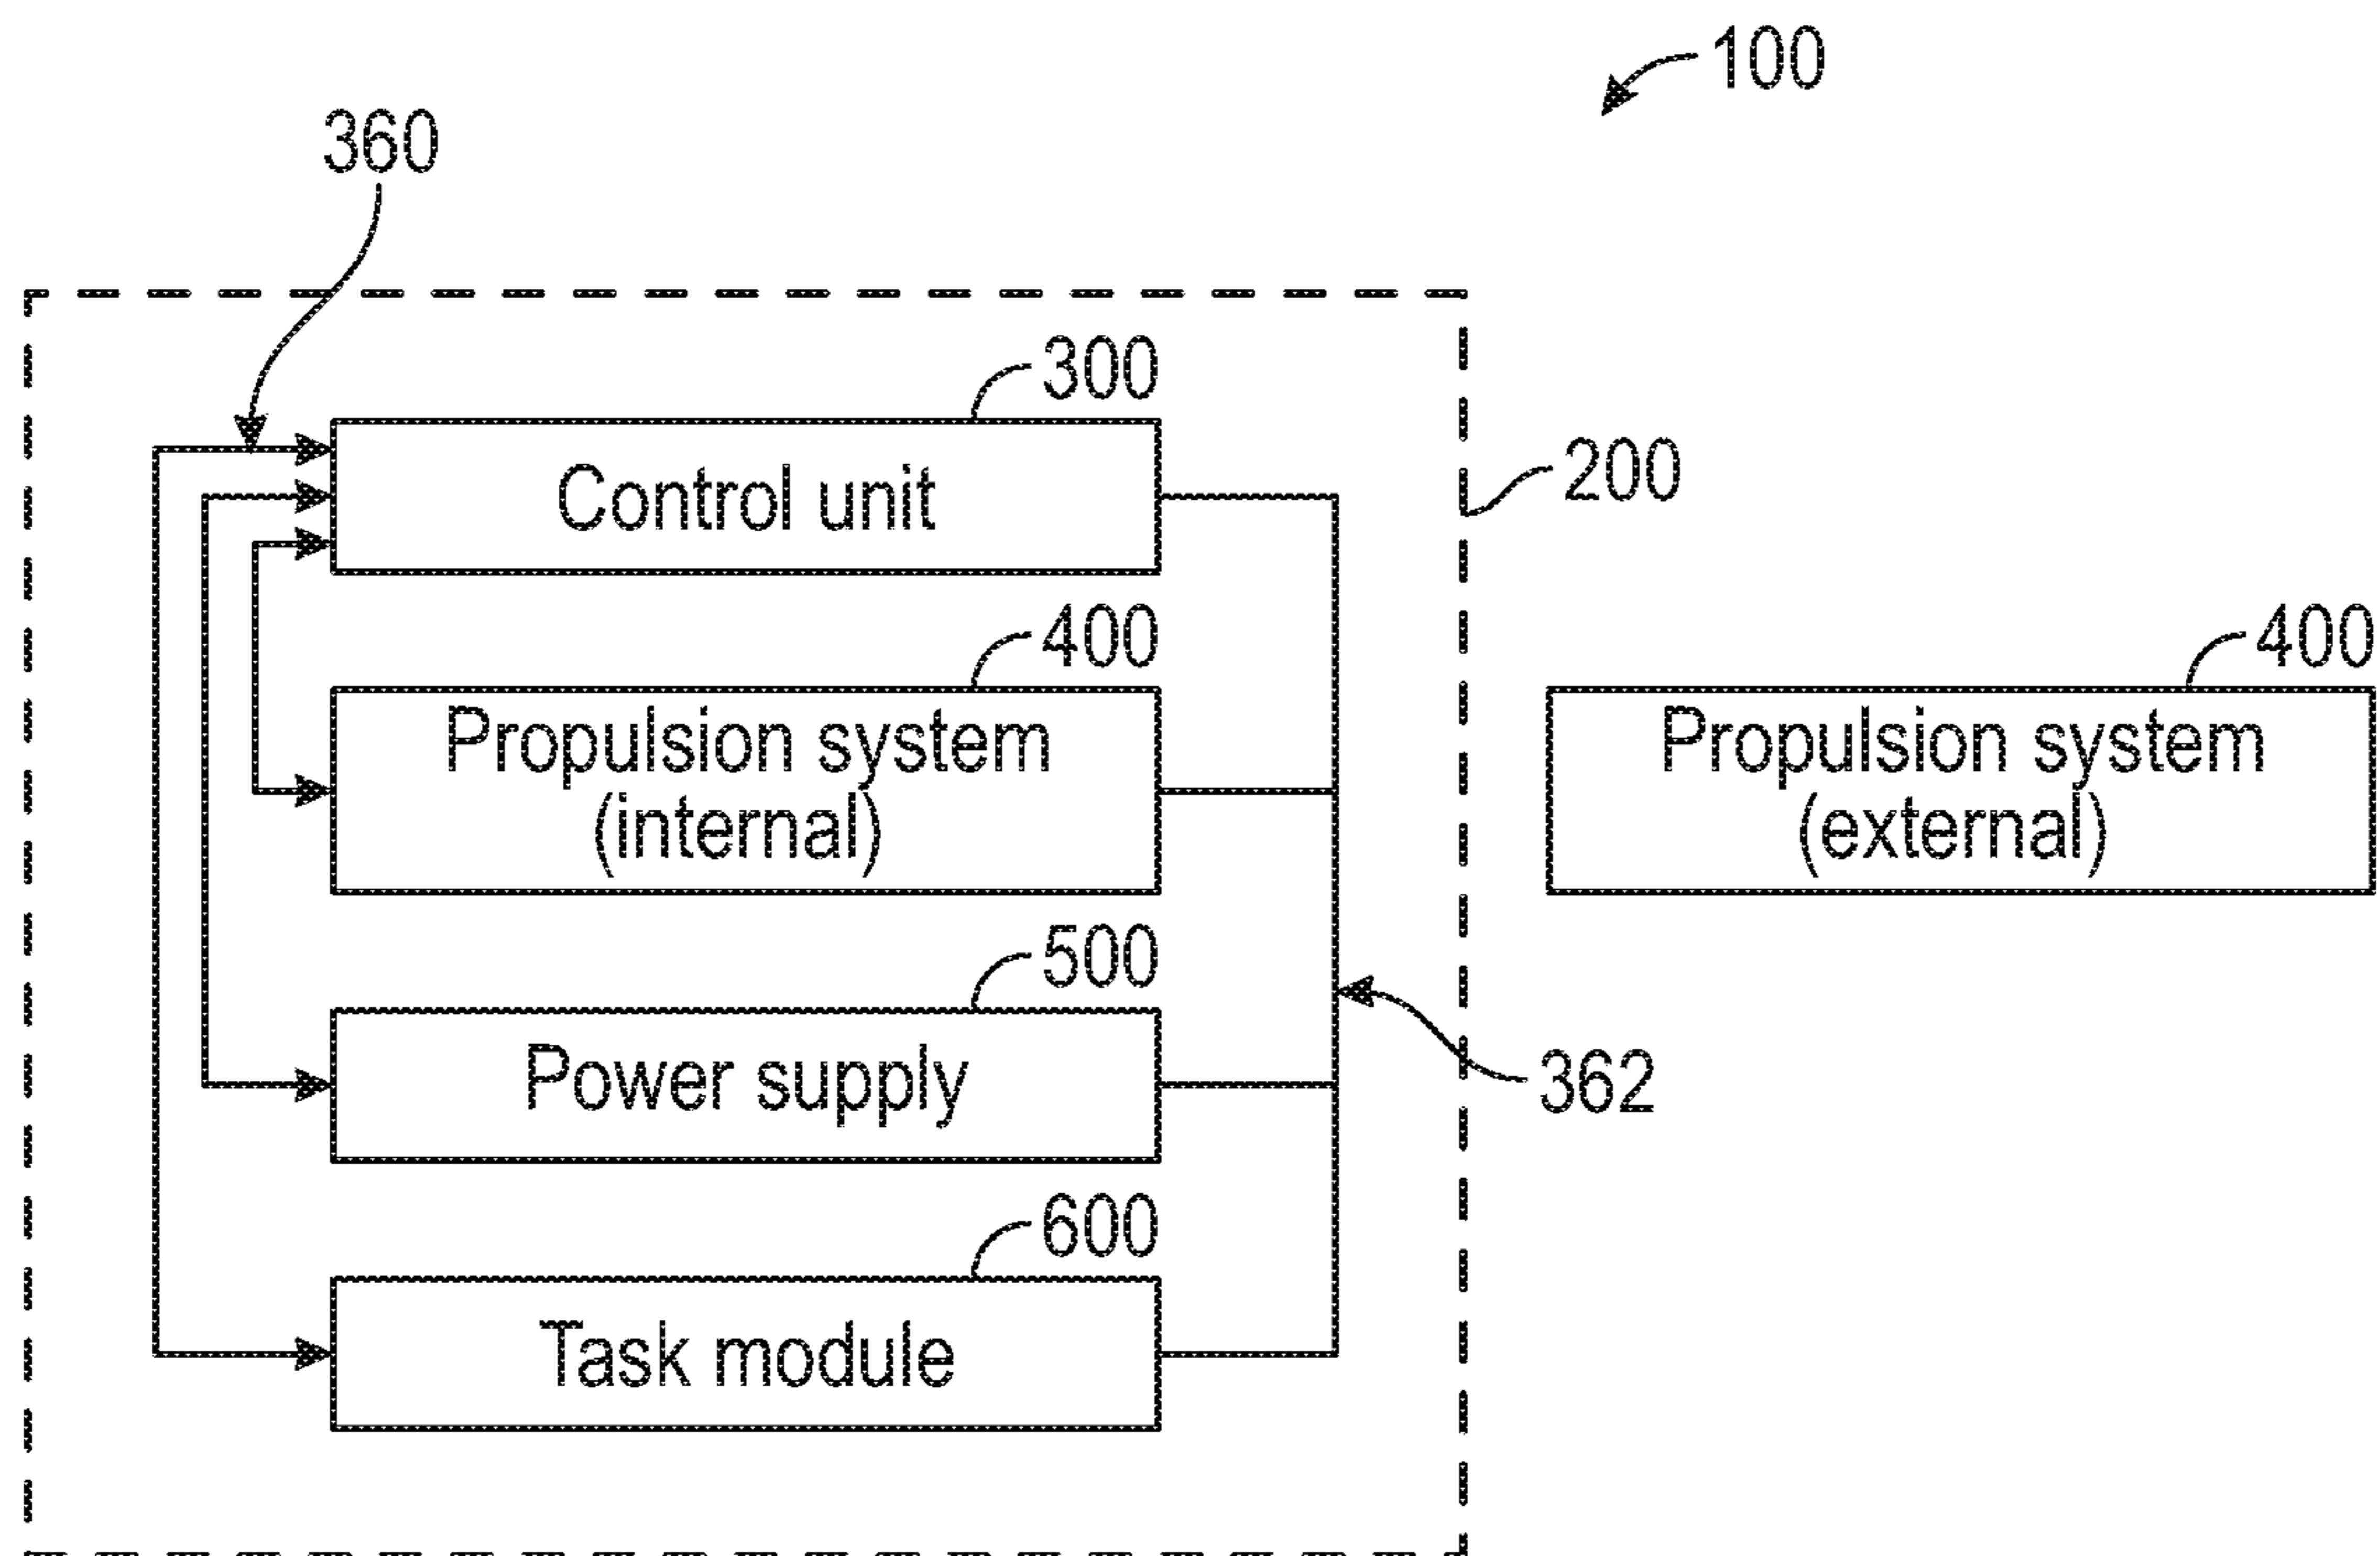 100
360
300
Control unit
200
400
Propulsion system
(internal)
400
Propulsion system
(external)
500
Power supply
362
600
Task module